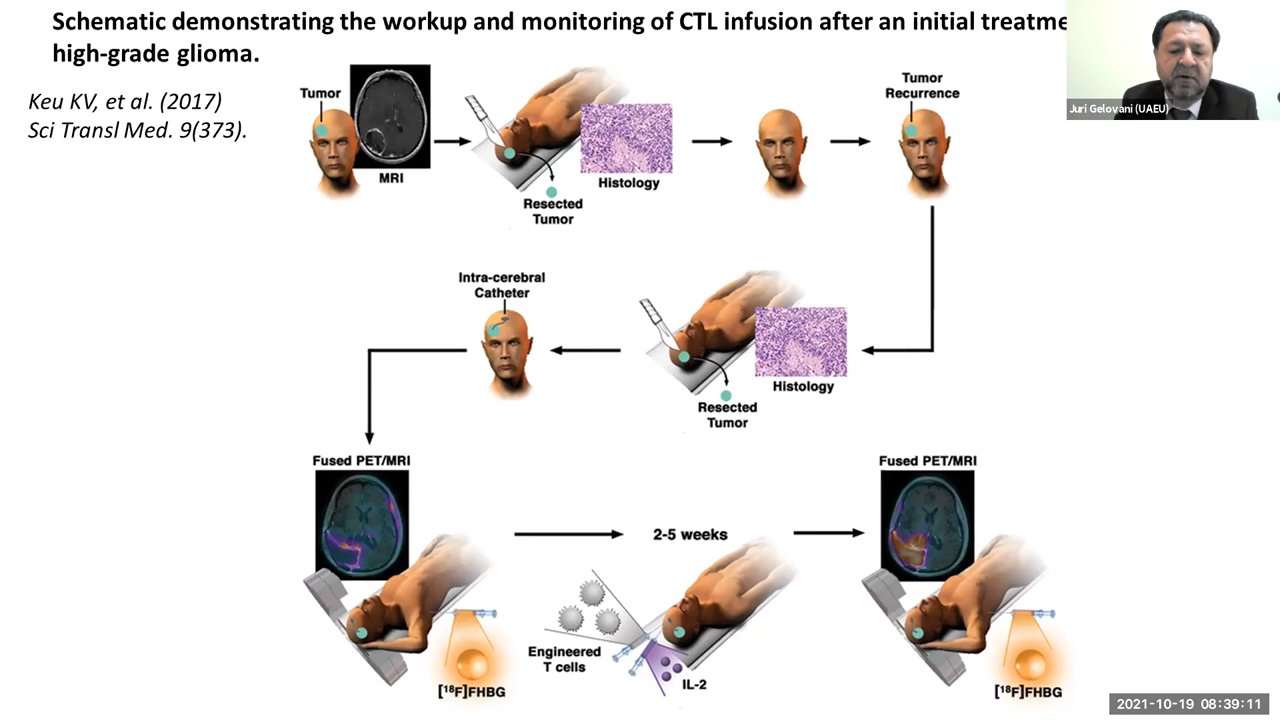 Schematic demonstrating the workup and monitoring of CTL infusion after an initial
high-grade glioma.
Keu KV, et al. (2017)
Sci Transl Med. 9(373).
Juri Gelovani (UAEU)
Tumor
MRI
Resected
Tumor
Histology
Tumor
Recurrence
Intra-cerebral
Catheter
Resected
Tumor
Histology
Fused PET/MRI
[¹⁸F]FHBG
2-5 weeks
Engineered
T cells
IL-2
Fused PET/MRI
[¹⁸F]FHBG
2021-10-19 08:39:11